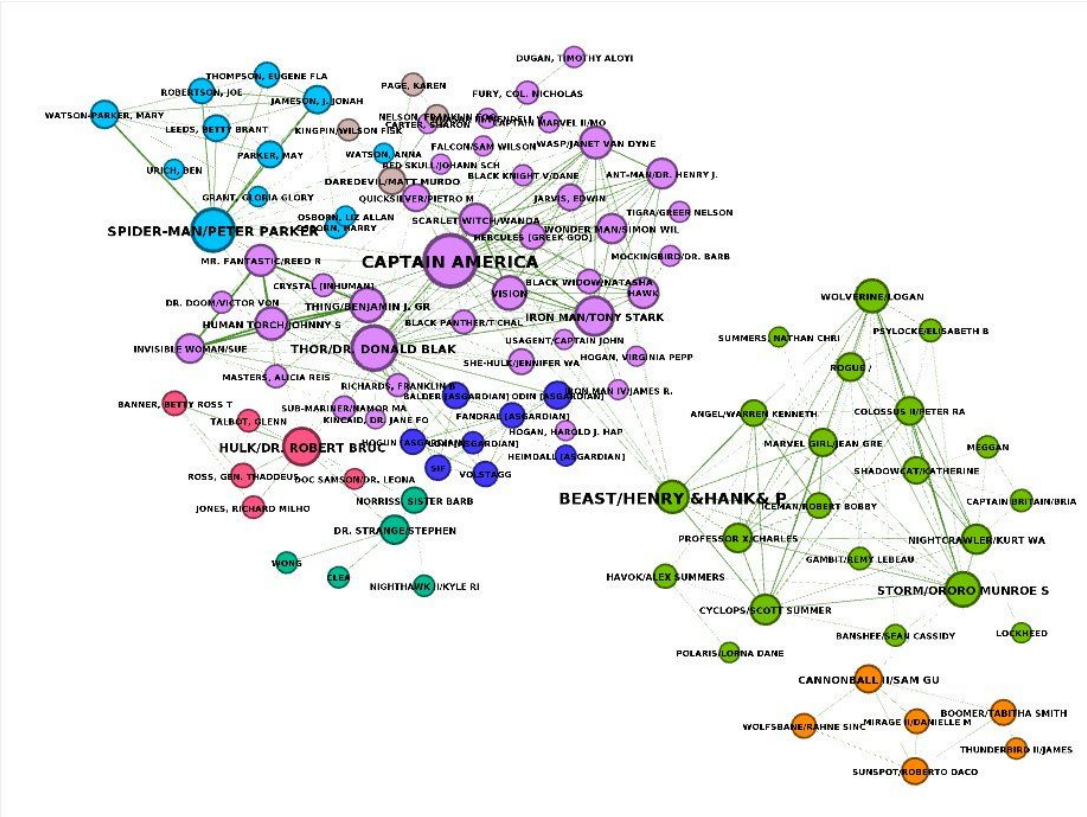 DUGAN, TIMOTHY ALOYI
THOMPSON, EUGENE FLA
PAGE, KAREN
ROBERTSON, JOE
FURY, COL. NICHOLAS
JAMESON, J. JONAH
WATSON-PARKER, MARY
NELSON, FRANKLIN FOG
CARTER, SHARON
CAPTAIN MARVEL II/MO
LEEDS, BETTY BRANT
KINGPIN/WILSON FISK
WASP/JANET VAN DYNE
FALCON/SAM WILSON
PARKER, MAY
WATSON, ANNA
RED SKULL/JOHANN SCH
URICH, BEN
BLACK KNIGHT V/DANE
ANT-MAN/DR. HENRY J.
DAREDEVIL/MATT MURDO
GRANT, GLORIA GLORY
QUICKSILVER/PIETRO M
JARVIS, EDWIN
TIGRA/GREER NELSON
OSBORN, LIZ ALLAN
SCARLET WITCH/WANDA
OSBORN, HARRY
SPIDER-MAN/PETER PARKER
WONDER MAN/SIMON WIL
HERCULES [GREEK GOD]
MOCKINGBIRD/DR. BARB
MR. FANTASTIC/REED R
CAPTAIN AMERICA
CRYSTAL [INHUMAN]
BLACK WIDOW/NATASHA
VISION
HAWK
WOLVERINE/LOGAN
DR. DOOM/VICTOR VON
THING/BENJAMIN J. GR
IRON MAN/TONY STARK
HUMAN TORCH/JOHNNY S
BLACK PANTHER/T'CHAL
PSYLOCKE/ELISABETH B
SUMMERS, NATHAN CHRI
USAGENT/CAPTAIN JOHN
INVISIBLE WOMAN/SUE
THOR/DR. DONALD BLAK
HOGAN, VIRGINIA PEPP
SHE-HULK/JENNIFER WA
ROGUE /
MASTERS, ALICIA REIS
RICHARDS, FRANKLIN B
IRON MAN IV/JAMES R.
BALDER [ASGARDIAN]
ODIN [ASGARDIAN]
BANNER, BETTY ROSS T
SUB-MARINER/NAMOR MA
KINCAID, DR. JANE FO
FANDRAL [ASGARDIAN]
ANGEL/WARREN KENNETH
COLOSSUS II/PETER RA
TALBOT, GLENN
HOGAN, HAROLD J. HAP
HOGUN [ASGARDIAN]
LOKI [ASGARDIAN]
MARVEL GIRL/JEAN GRE
MEGGAN
HULK/DR. ROBERT BRUC
HEIMDALL [ASGARDIAN]
SIF
VOLSTAGG
SHADOWCAT/KATHERINE
ROSS, GEN. THADDEUS
DOC SAMSON/DR. LEONA
BEAST/HENRY &HANK& P
NORRISS, SISTER BARB
ICEMAN/ROBERT BOBBY
CAPTAIN BRITAIN/BRIA
JONES, RICHARD MILHO
DR. STRANGE/STEPHEN
PROFESSOR X/CHARLES
NIGHTCRAWLER/KURT WA
WONG
GAMBIT/REMY LEBEAU
CLEA
HAVOK/ALEX SUMMERS
NIGHTHAWK II/KYLE RI
STORM/ORORO MUNROE S
CYCLOPS/SCOTT SUMMER
BANSHEE/SEAN CASSIDY
LOCKHEED
POLARIS/LORNA DANE
CANNONBALL II/SAM GU
BOOMER/TABITHA SMITH
WOLFSBANE/RAHNE SINC
MIRAGE II/DANIELLE M
THUNDERBIRD II/JAMES
SUNSPOT/ROBERTO DACO